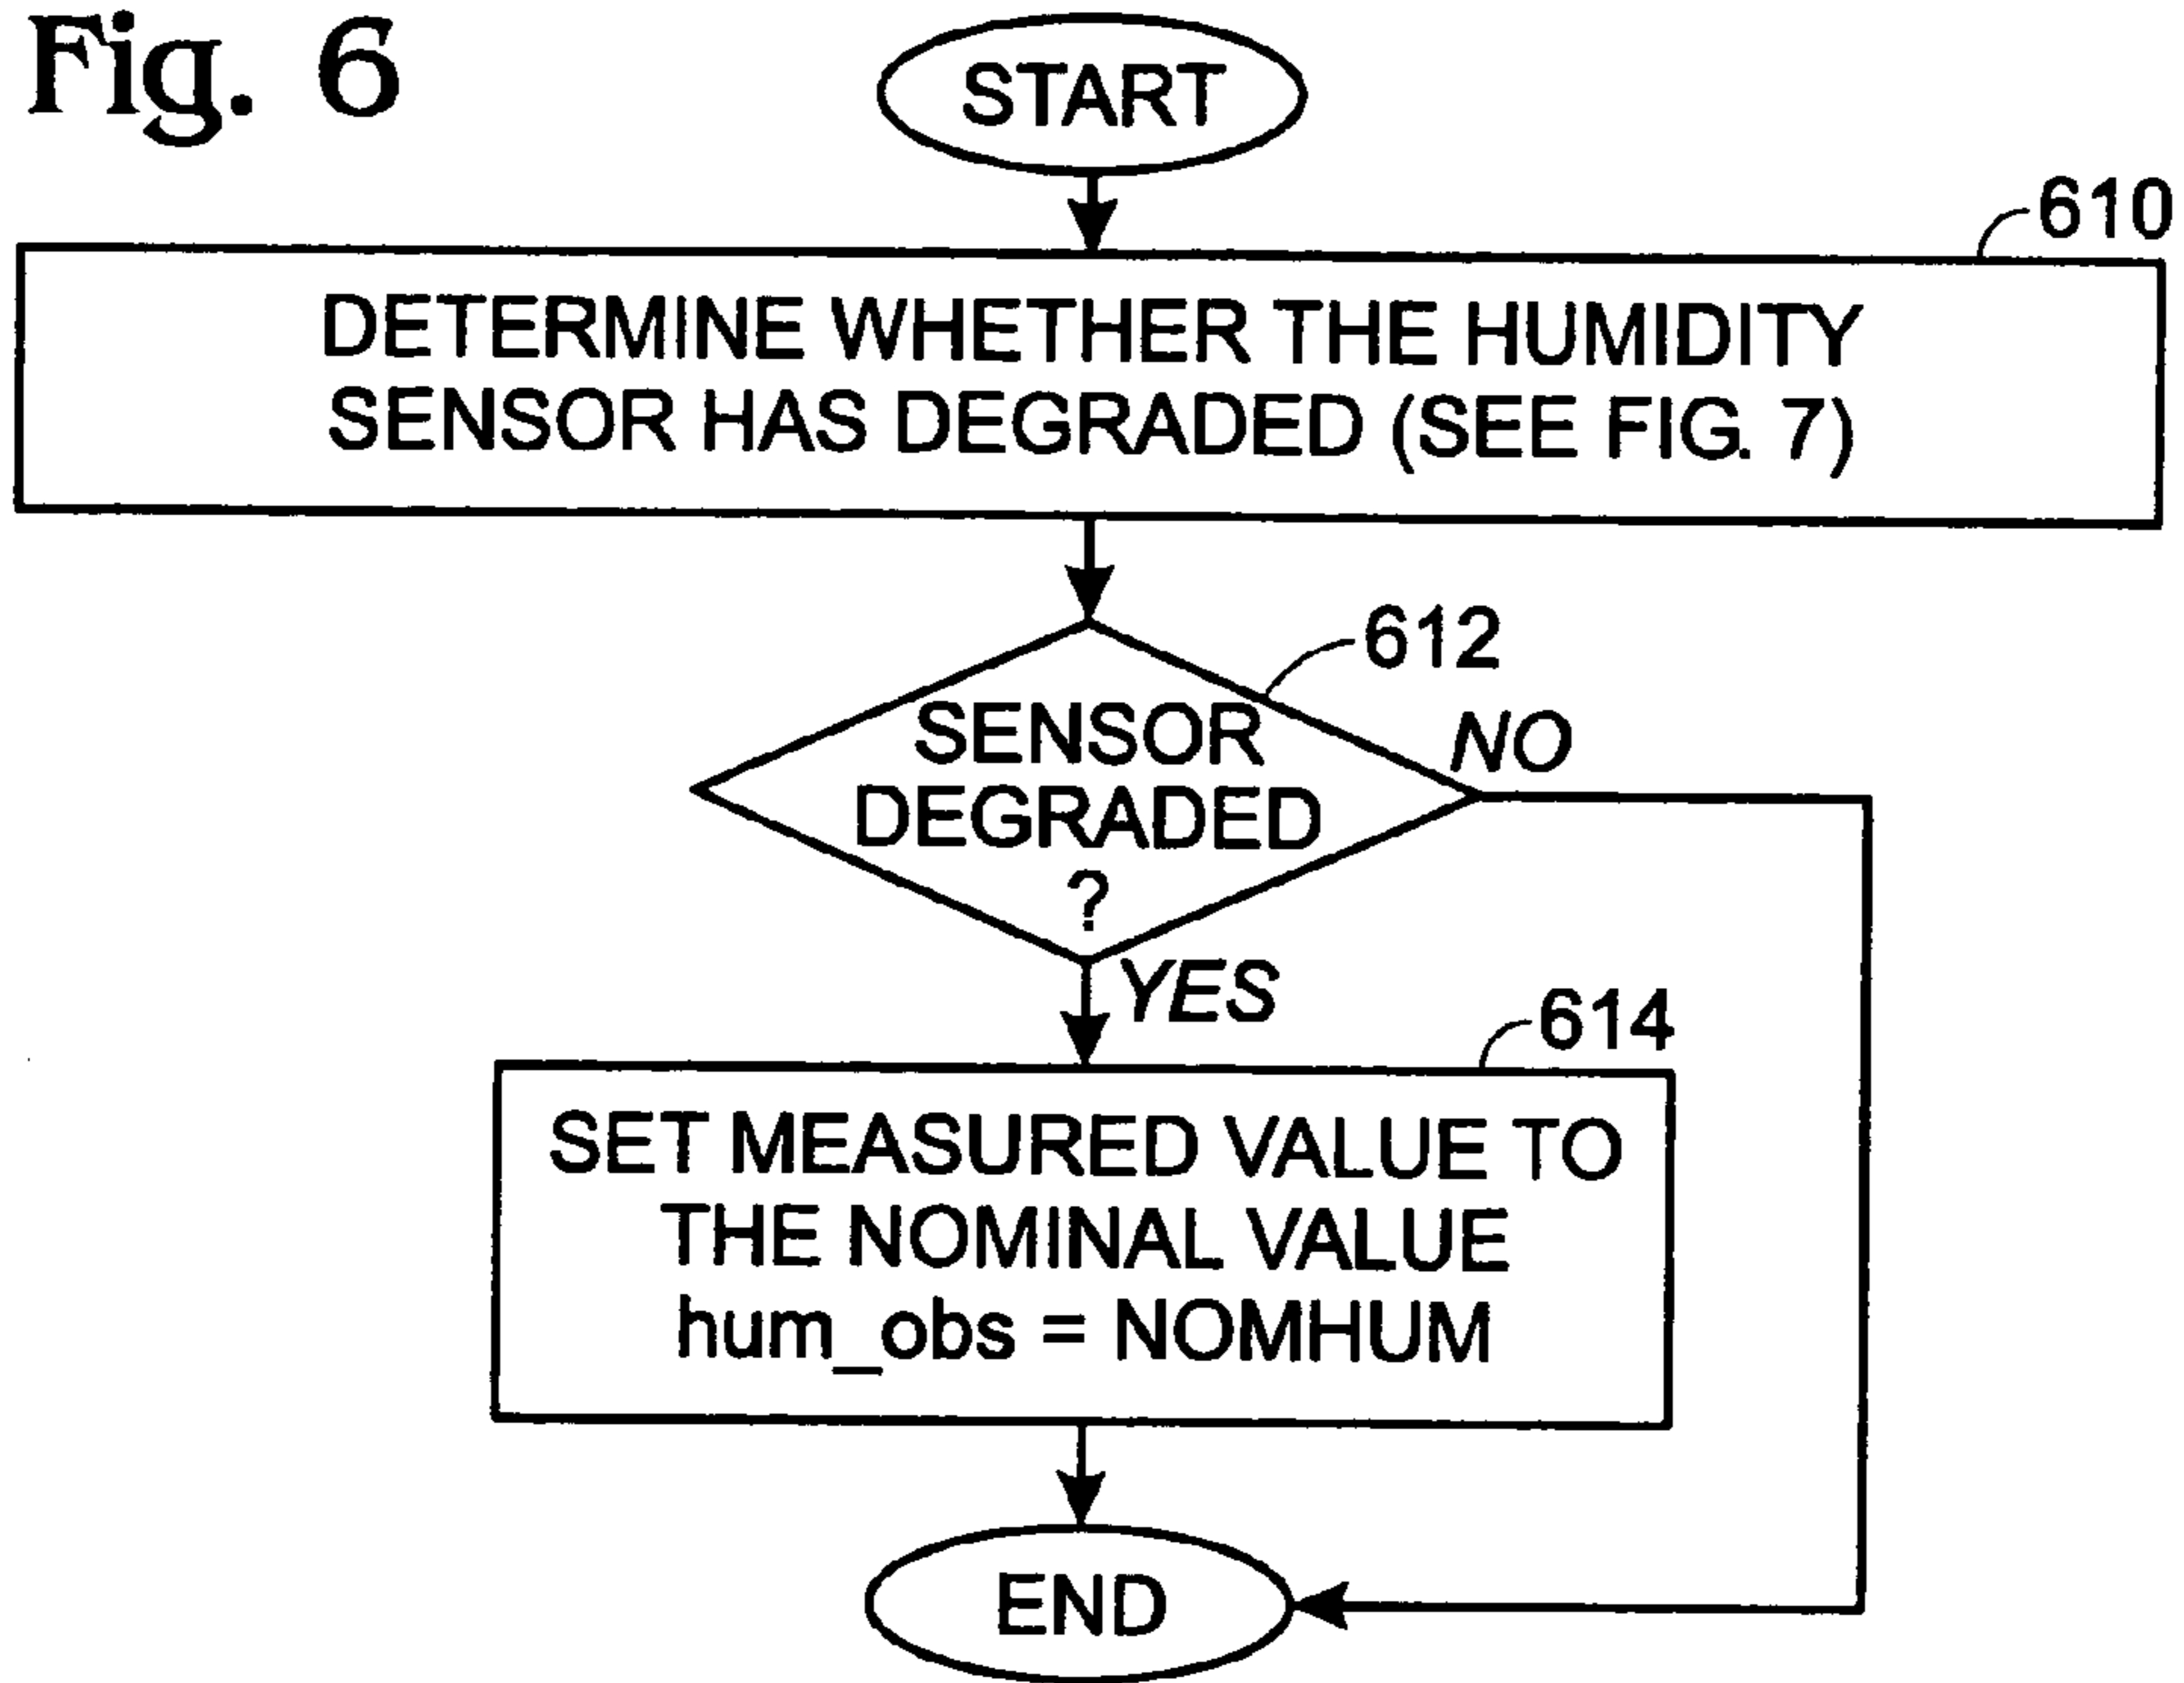 Fig. 6
START
610
DETERMINE WHETHER THE HUMIDITY
SENSOR HAS DEGRADED (SEE FIG. 7)
612
SENSOR
DEGRADED
?
NO
YES
614
SET MEASURED VALUE TO
THE NOMINAL VALUE
hum_obs = NOMHUM
END